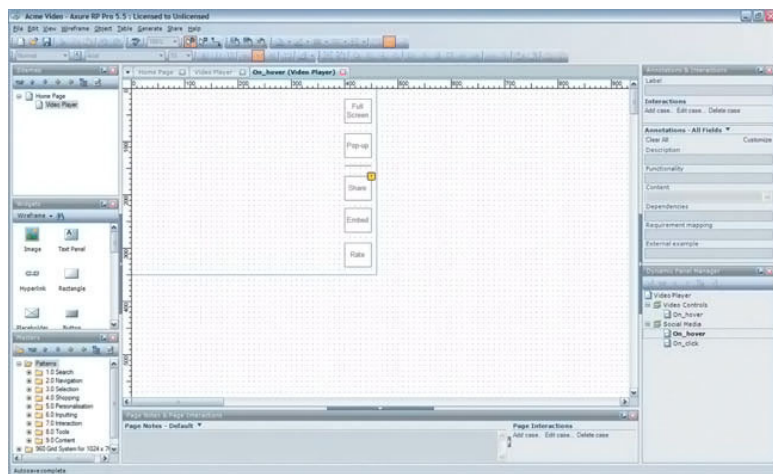 Acme Video - Axure RP Pro 5.5 : Licensed to Unlicensed
File Edit View Wireframe Object Table Generate Share Help
Sitemap
Home Page
Video Player
Home Page
Video Player
On_hover (Video Player)
Full
Screen
Pop-up
Share
Embed
Rate
Widgets
Wireframe
Image
Text Panel
Hyperlink
Rectangle
Placeholder
Button
Masters
Patterns
1.0 Search
2.0 Navigation
3.0 Selection
4.0 Shopping
5.0 Personalisation
6.0 Inputting
7.0 Interaction
8.0 Tools
9.0 Content
960 Grid System for 1024 x 7
Page Notes & Page Interactions
Page Notes - Default
Page Interactions
Add case... Edit case... Delete case
Annotations & Interactions
Label
Interactions
Add case... Edit case... Delete case
Annotations - All Fields
Clear All
Customize
Description
Functionality
Content
Dependencies
Requirement mapping
External example
Dynamic Panel Manager
Video Player
Video Controls
On_hover
Social Media
On_hover
On_click
Autosave complete